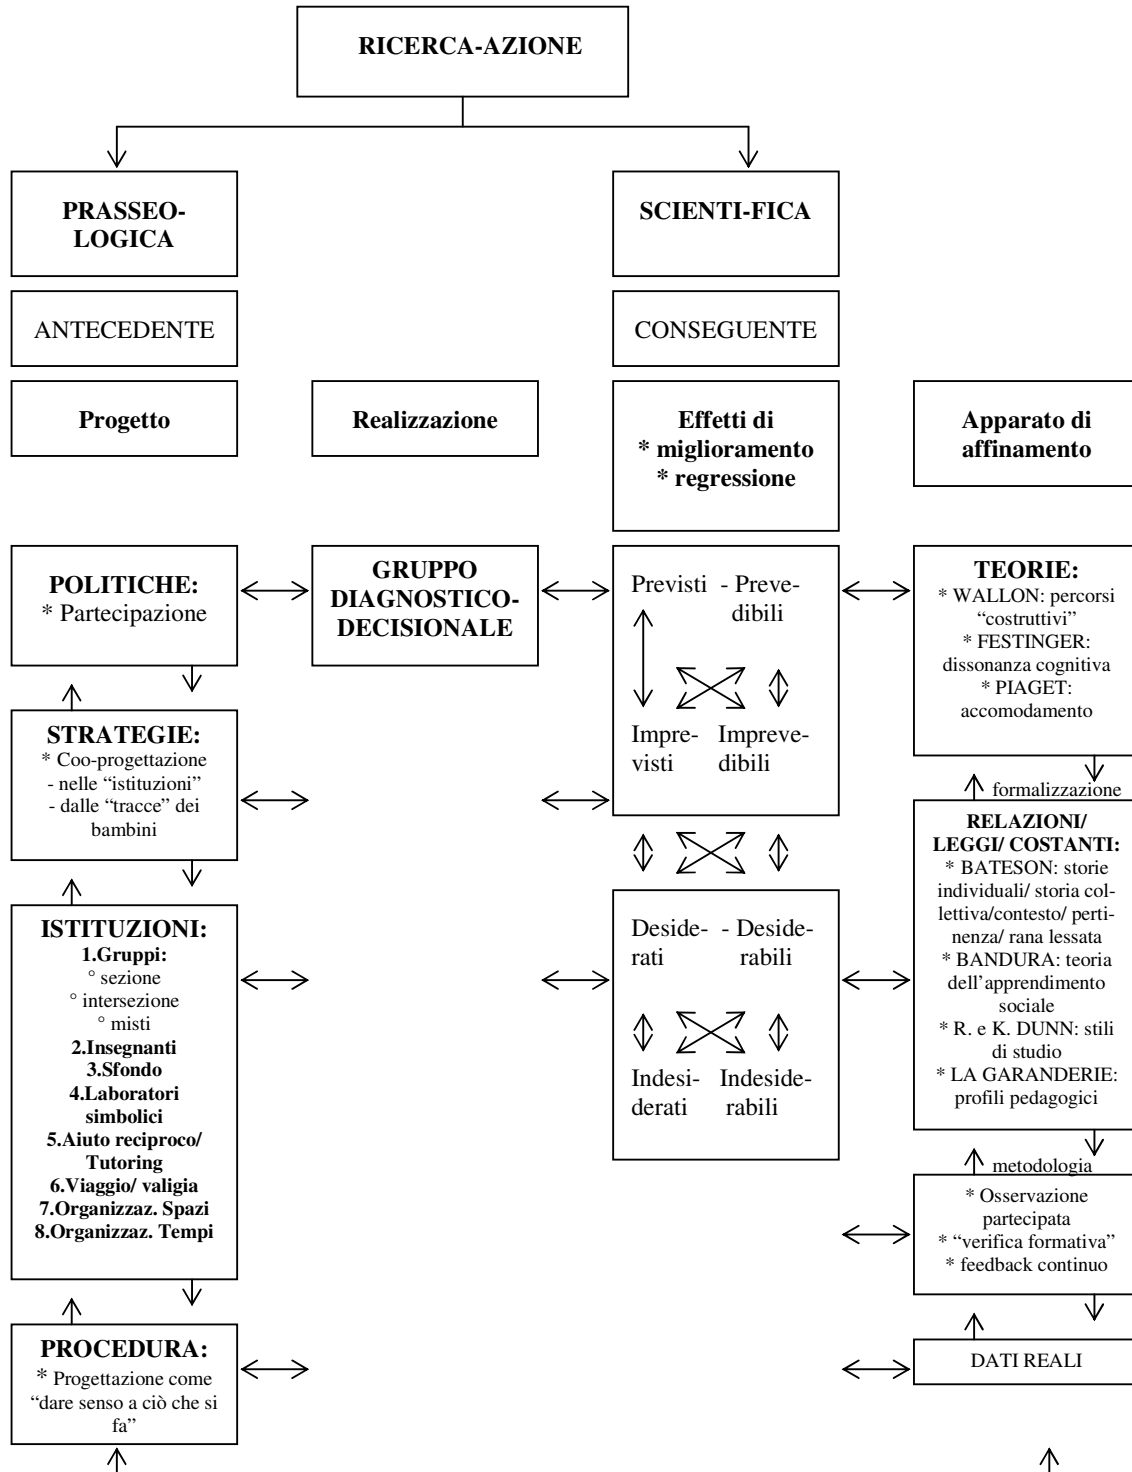 RICERCA-AZIONE
PRASSEO-
LOGICA
SCIENTI-FICA
ANTECEDENTE
CONSEGUENTE
Progetto
Realizzazione
Effetti di
* miglioramento
* regressione
Apparato di
affinamento
POLITICHE:
* Partecipazione
GRUPPO
DIAGNOSTICO-
DECISIONALE
Previsti - Preve-
dibili
Impre- Impreve-
visti dibili
TEORIE:
* WALLON: percorsi
“costruttivi”
* FESTINGER:
dissonanza cognitiva
* PIAGET:
accomodamento
STRATEGIE:
* Coo-progettazione
- nelle “istituzioni”
- dalle “tracce” dei
bambini
formalizzazione
RELAZIONI/
LEGGI/ COSTANTI:
* BATESON: storie
individuali/ storia col-
lettiva/contesto/ perti-
nenza/ rana lessata
* BANDURA: teoria
dell’apprendimento
sociale
* R. e K. DUNN: stili
di studio
* LA GARANDERIE:
profili pedagogici
ISTITUZIONI:
1.Gruppi:
° sezione
° intersezione
° misti
2.Insegnanti
3.Sfondo
4.Laboratori
simbolici
5.Aiuto reciproco/
Tutoring
6.Viaggio/ valigia
7.Organizzaz. Spazi
8.Organizzaz. Tempi
Deside- - Deside-
rati rabili
Indesi- Indeside-
derati rabili
metodologia
* Osservazione
partecipata
* “verifica formativa”
* feedback continuo
PROCEDURA:
* Progettazione come
“dare senso a ciò che si
fa”
DATI REALI